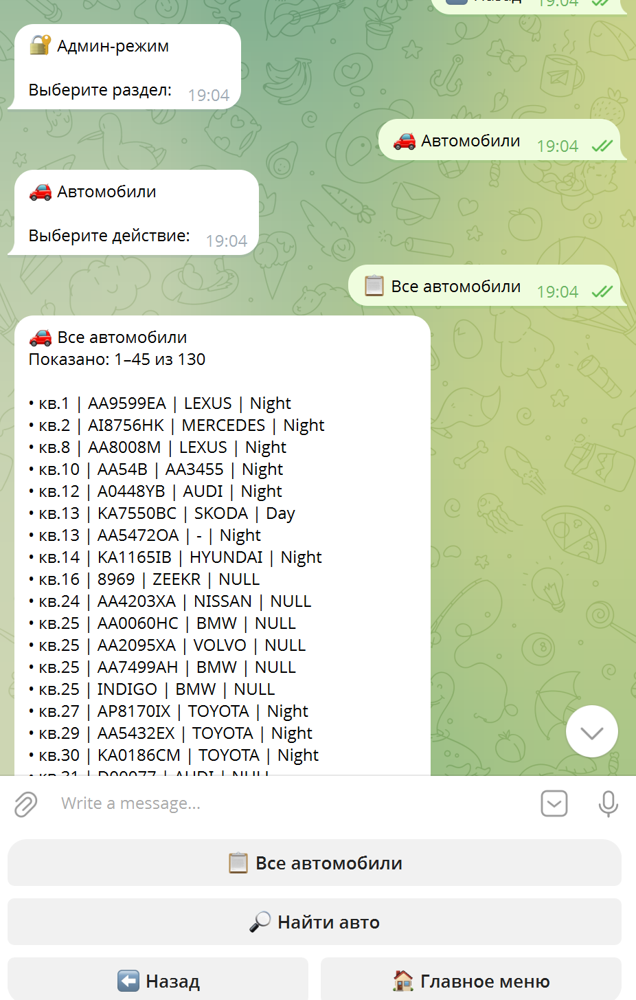 Назад 19:04
🔐 Админ-режим
Выберите раздел: 19:04
🚗 Автомобили 19:04
🚗 Автомобили
Выберите действие: 19:04
📋 Все автомобили 19:04
🚗 Все автомобили
Показано: 1–45 из 130
• кв.1 | AA9599EA | LEXUS | Night
• кв.2 | AI8756HK | MERCEDES | Night
• кв.8 | AA8008M | LEXUS | Night
• кв.10 | AA54B | AA3455 | Night
• кв.12 | A0448YB | AUDI | Night
• кв.13 | KA7550BC | SKODA | Day
• кв.13 | AA5472OA | - | Night
• кв.14 | KA1165IB | HYUNDAI | Night
• кв.16 | 8969 | ZEEKR | NULL
• кв.24 | AA4203XA | NISSAN | NULL
• кв.25 | AA0060HC | BMW | NULL
• кв.25 | AA2095XA | VOLVO | NULL
• кв.25 | AA7499AH | BMW | NULL
• кв.25 | INDIGO | BMW | NULL
• кв.27 | AP8170IX | TOYOTA | Night
• кв.29 | AA5432EX | TOYOTA | Night
• кв.30 | KA0186CM | TOYOTA | Night
• кв.31 | D00077 | AUDI | NULL
Write a message...
📋 Все автомобили
🔎 Найти авто
⬅️ Назад
🏠 Главное меню